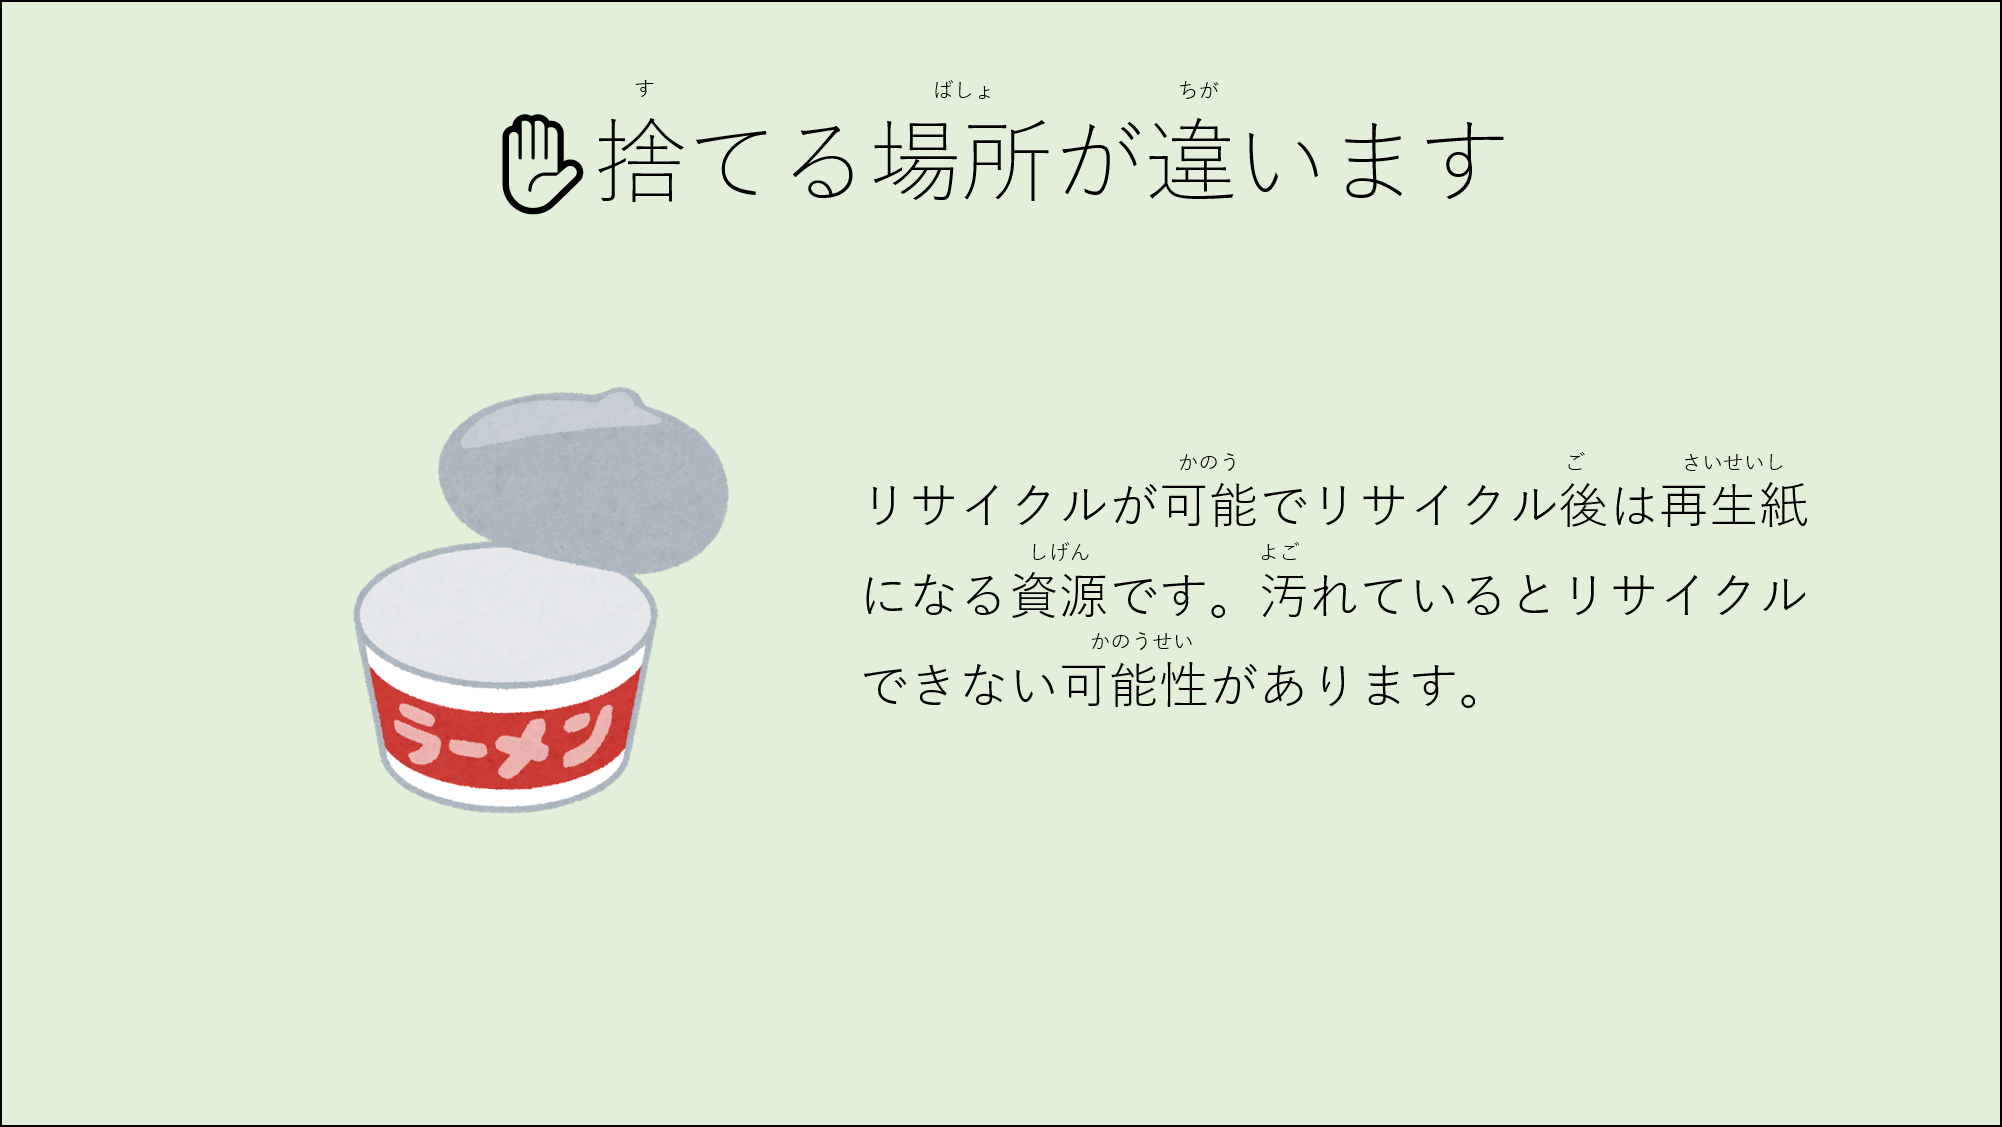 す ばしょ ちが
捨てる場所が違います
かのう ご さいせいし
リサイクルが可能でリサイクル後は再生紙
しげん よご
になる資源です。汚れているとリサイクル
かのうせい
できない可能性があります。
ラーメン